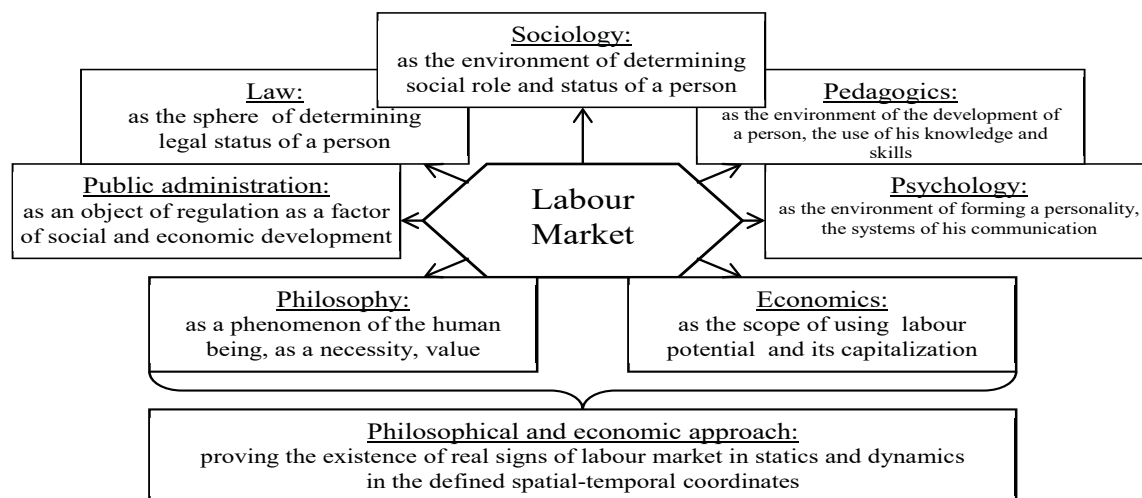 Sociology:
as the environment of determining
social role and status of a person
Law:
as the sphere of determining
legal status of a person
Pedagogics:
as the environment of the development of
a person, the use of his knowledge and
skills
Public administration:
as an object of regulation as a factor
of social and economic development
Labour
Market
Psychology:
as the environment of forming a personality,
the systems of his communication
Philosophy:
as a phenomenon of the human
being, as a necessity, value
Economics:
as the scope of using labour
potential and its capitalization
Philosophical and economic approach:
proving the existence of real signs of labour market in statics and dynamics
in the defined spatial-temporal coordinates